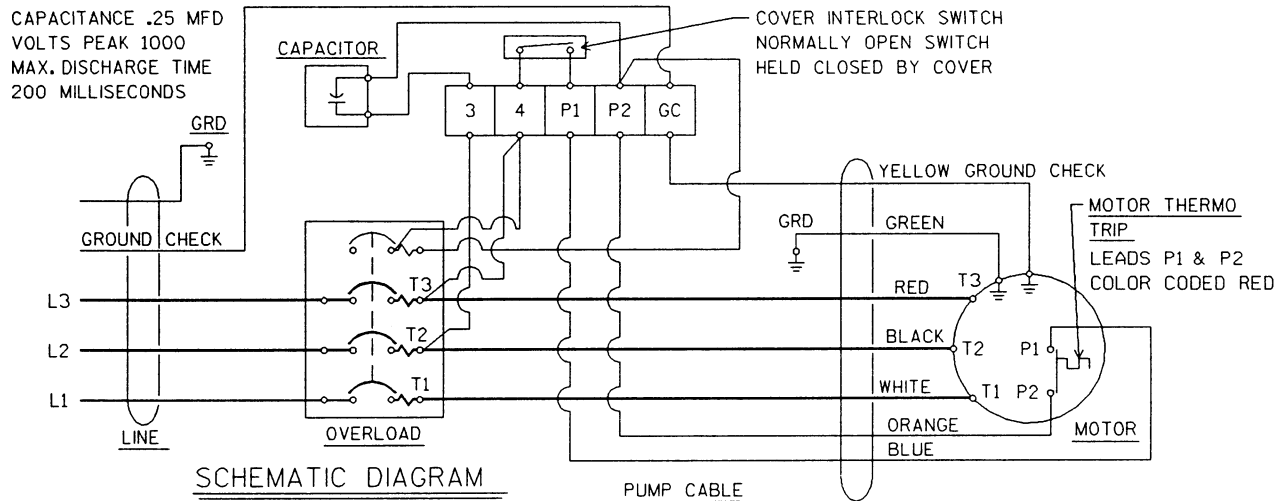 CAPACITANCE .25 MFD
VOLTS PEAK 1000
MAX. DISCHARGE TIME
200 MILLISECONDS
CAPACITOR
COVER INTERLOCK SWITCH
NORMALLY OPEN SWITCH
HELD CLOSED BY COVER
3 4 P1 P2 GC
GRD
GROUND CHECK
L3
L2
L1
LINE
T3
T2
T1
OVERLOAD
YELLOW GROUND CHECK
GRD
GREEN
RED
BLACK
WHITE
ORANGE
BLUE
MOTOR THERMO
TRIP
LEADS P1 & P2
COLOR CODED RED
T3
T2
T1
P1
P2
MOTOR
SCHEMATIC DIAGRAM
PUMP CABLE